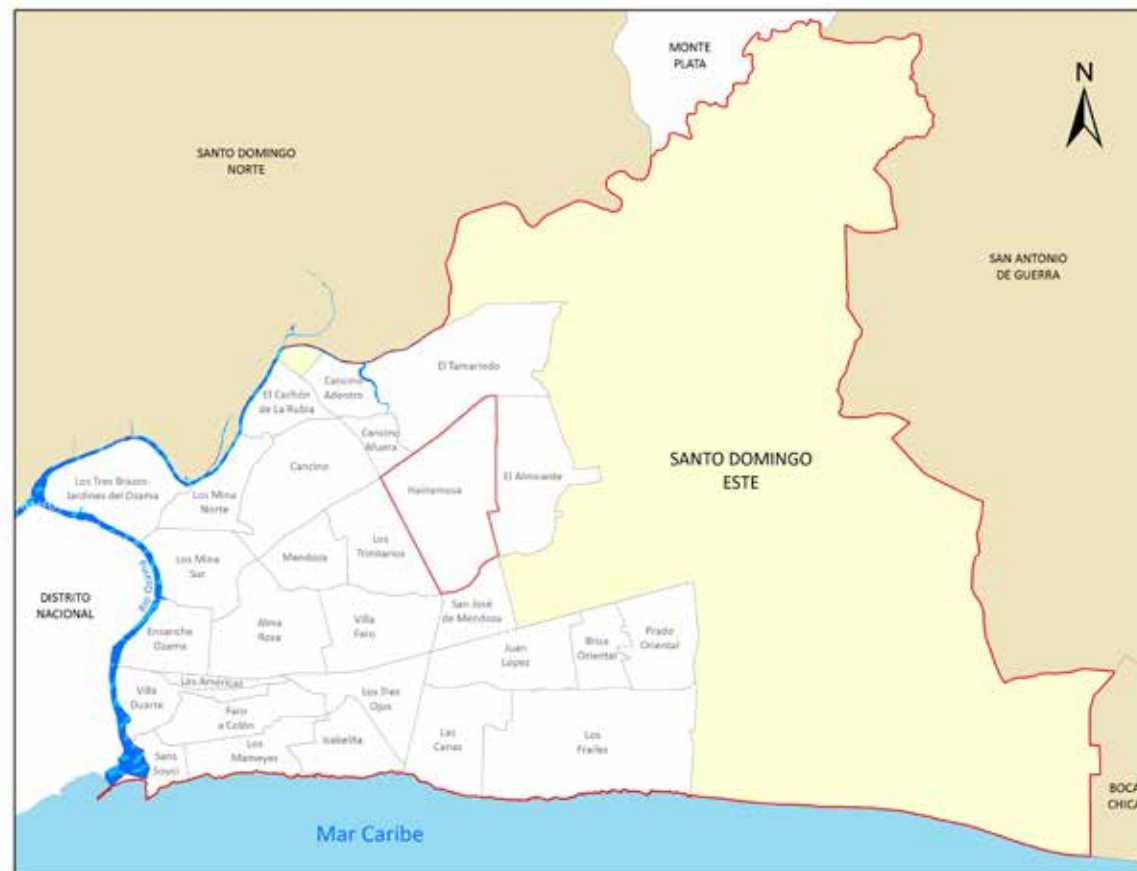 MONTE
PLATA
N
SANTO DOMINGO
NORTE
SAN ANTONIO
DE GUERRA
El Tamarindo
Cancino
Adentro
El Cachón
de La Rubia
Cancino
Afuera
Cancino
Hainamosa
El Almirante
SANTO DOMINGO
ESTE
Los Tres Brazos-
Jardines del Ozama
Los Mina
Norte
Los Mina
Sur
Mendoza
Los
Trinitarios
DISTRITO
NACIONAL
Río Ozama
Ensanche
Ozama
Alma
Rosa
Villa
Faro
San José
de Mendoza
Juan
López
Brisa
Oriental
Prado
Oriental
Villa
Duarte
Las Américas
Faro
a Colón
Los Tres
Ojos
Sans
Souci
Los
Mameyes
Isabelita
Las
Canas
Los
Frailes
BOCA
CHICA
Mar Caribe